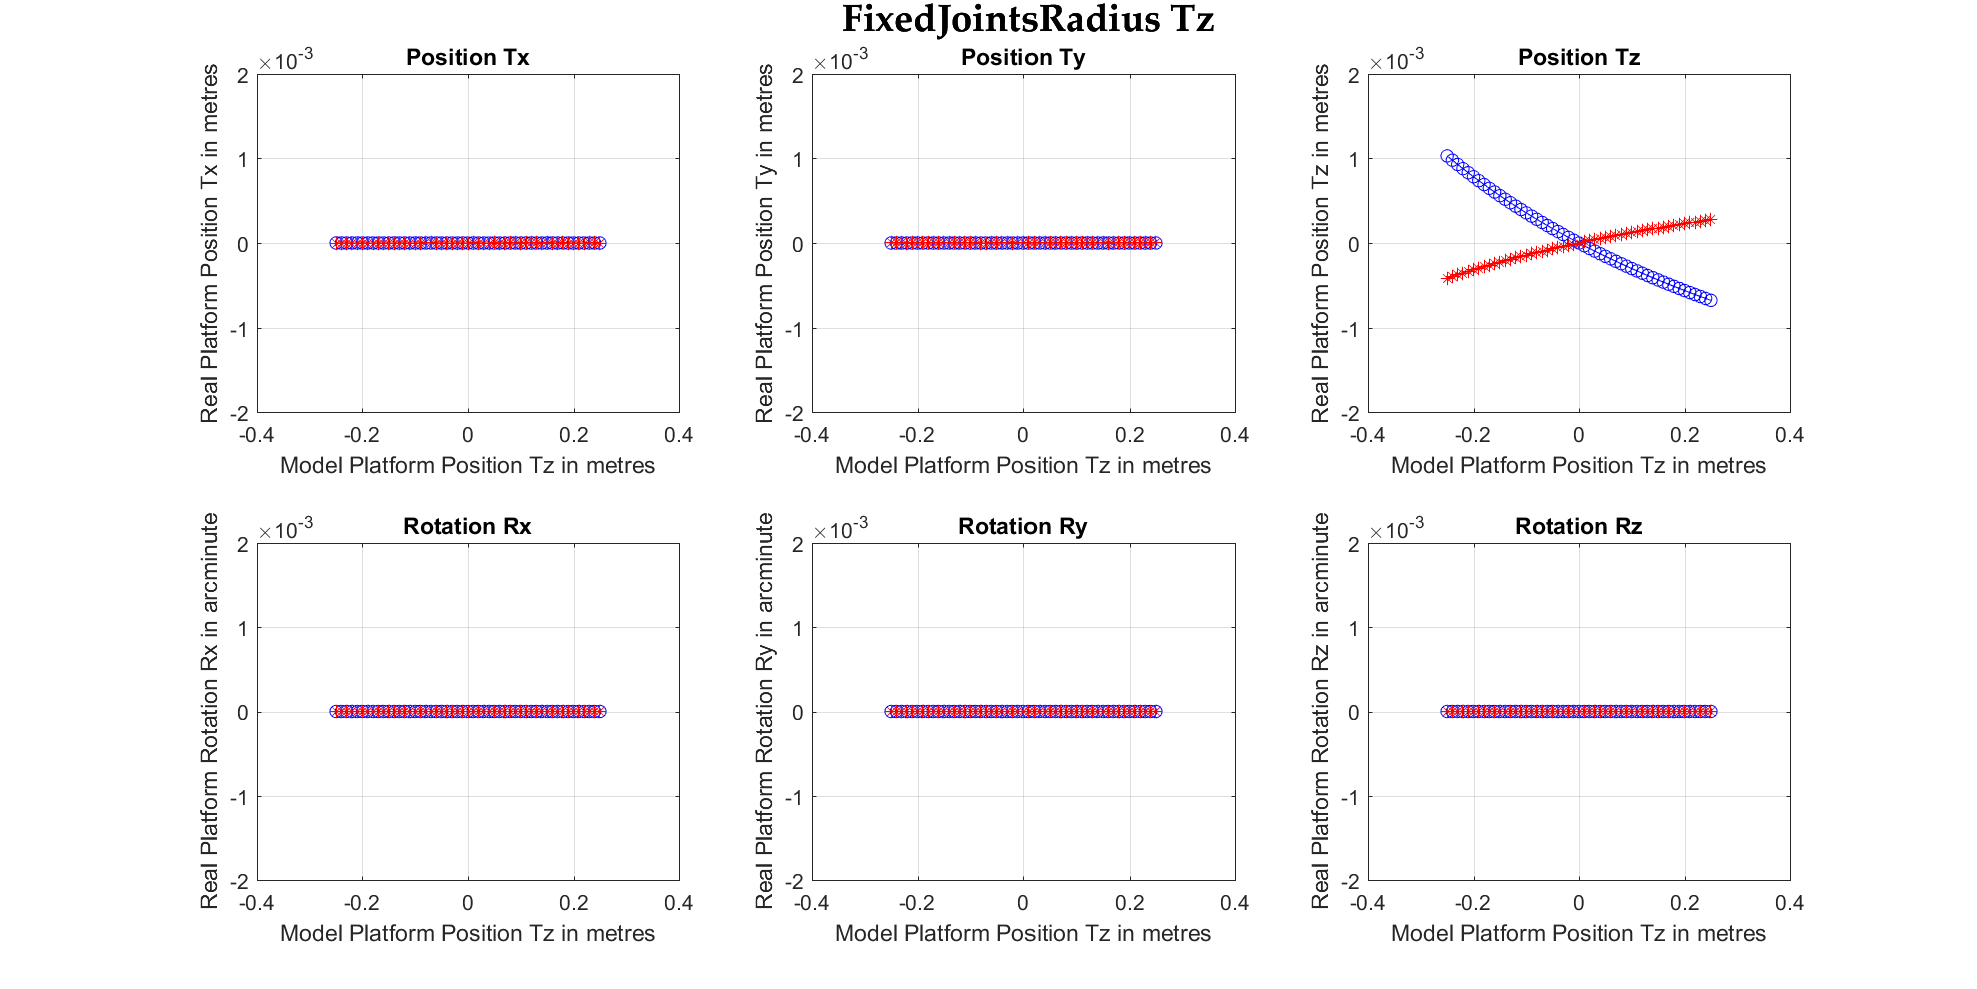 FixedJointsRadius Tz
Position Tx
×10-3
Real Platform Position Tx in metres
2
1
0
-1
-2
-0.4 -0.2 0 0.2 0.4
Model Platform Position Tz in metres
Position Ty
×10-3
Real Platform Position Ty in metres
2
1
0
-1
-2
-0.4 -0.2 0 0.2 0.4
Model Platform Position Tz in metres
Position Tz
×10-3
Real Platform Position Tz in metres
2
1
0
-1
-2
-0.4 -0.2 0 0.2 0.4
Model Platform Position Tz in metres
Rotation Rx
×10-3
Real Platform Rotation Rx in arcminute
2
1
0
-1
-2
-0.4 -0.2 0 0.2 0.4
Model Platform Position Tz in metres
Rotation Ry
×10-3
Real Platform Rotation Ry in arcminute
2
1
0
-1
-2
-0.4 -0.2 0 0.2 0.4
Model Platform Position Tz in metres
Rotation Rz
×10-3
Real Platform Rotation Rz in arcminute
2
1
0
-1
-2
-0.4 -0.2 0 0.2 0.4
Model Platform Position Tz in metres